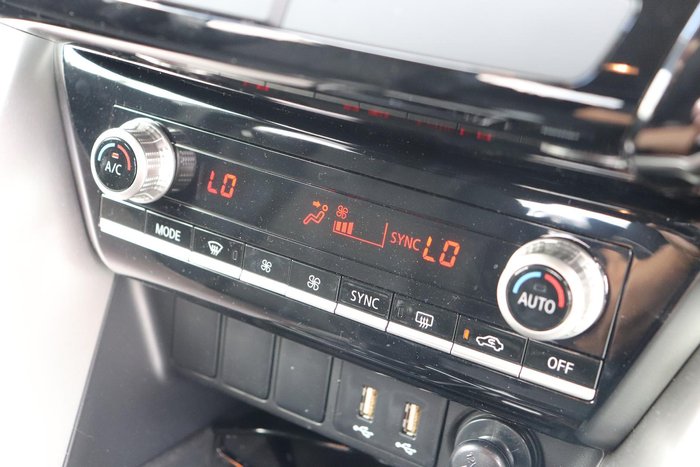 A/C
LO
SYNC LO
AUTO
MODE
SYNC
OFF